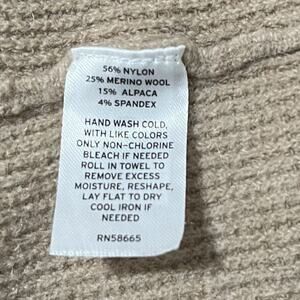 56% NYLON
25% MERINO WOOL
15% ALPACA
4% SPANDEX
HAND WASH COLD,
WITH LIKE COLORS
ONLY NON-CHLORINE
BLEACH IF NEEDED
ROLL IN TOWEL TO
REMOVE EXCESS
MOISTURE, RESHAPE,
LAY FLAT TO DRY
COOL IRON IF
NEEDED
RN58665